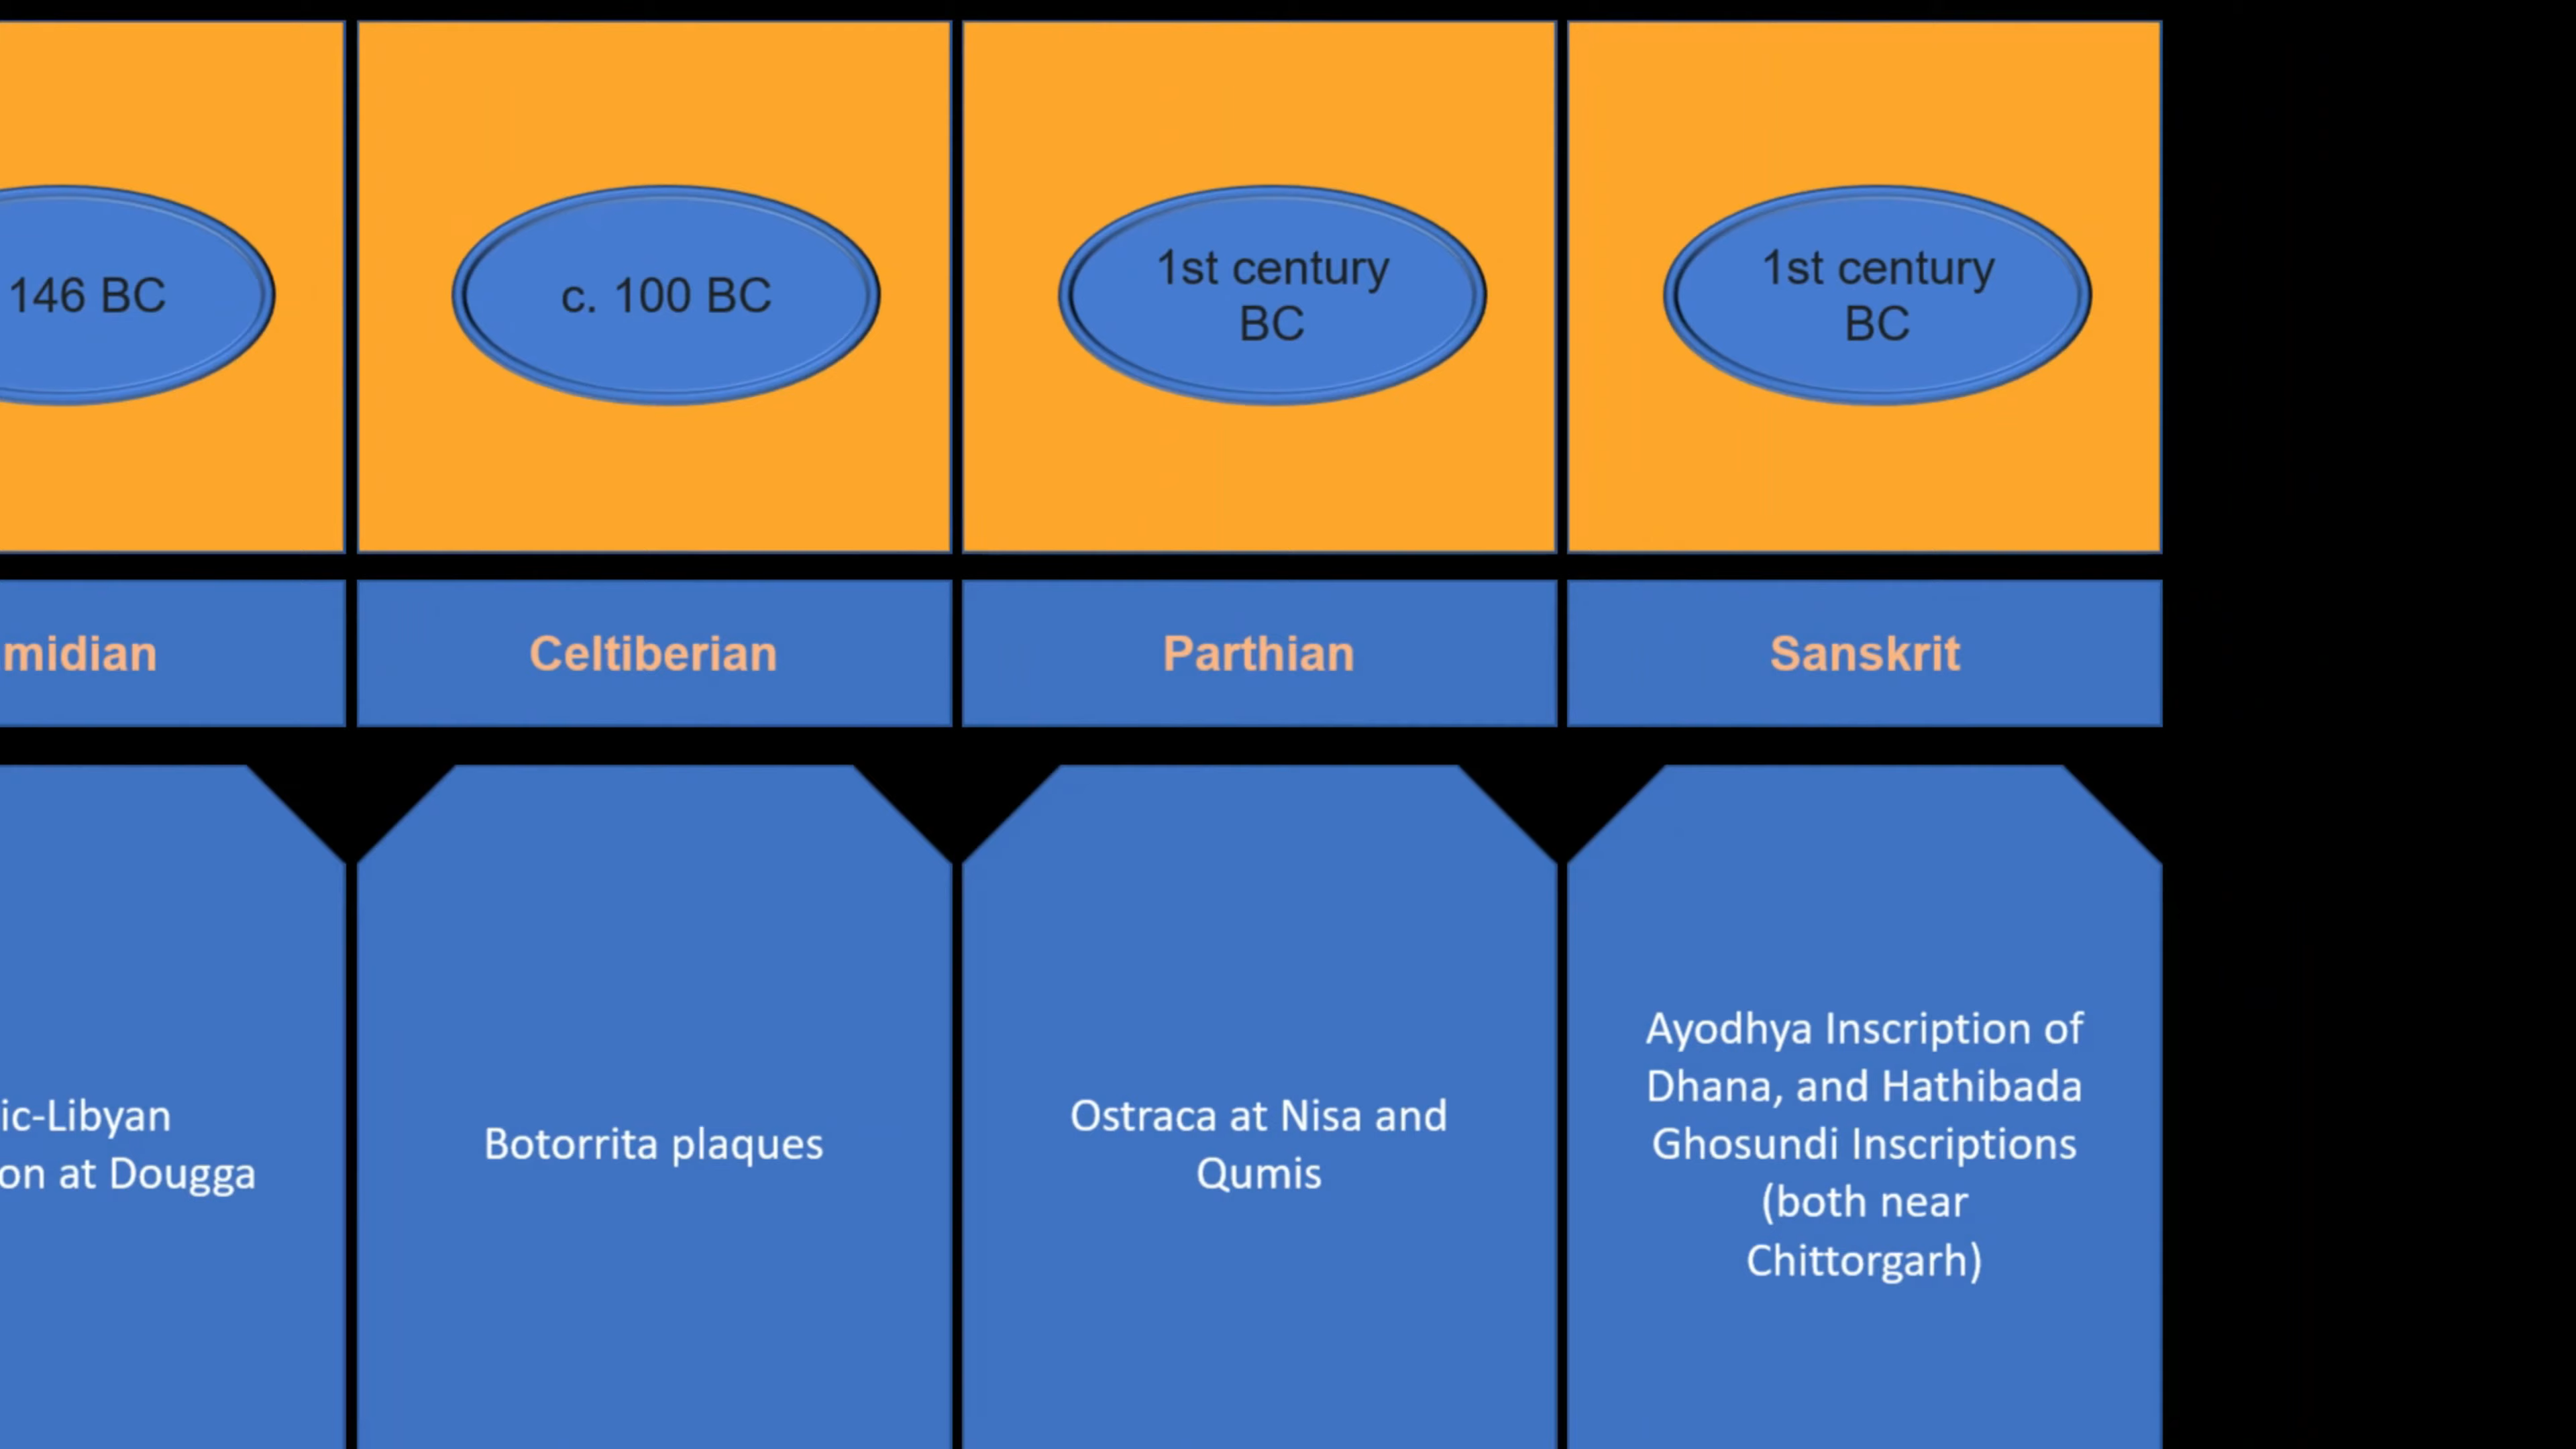 146 BC
c. 100 BC
1st century
BC
1st century
BC
midian
Celtiberian
Parthian
Sanskrit
ic-Libyan
on at Dougga
Botorrita plaques
Ostraca at Nisa and
Qumis
Ayodhya Inscription of
Dhana, and Hathibada
Ghosundi Inscriptions
(both near
Chittorgarh)